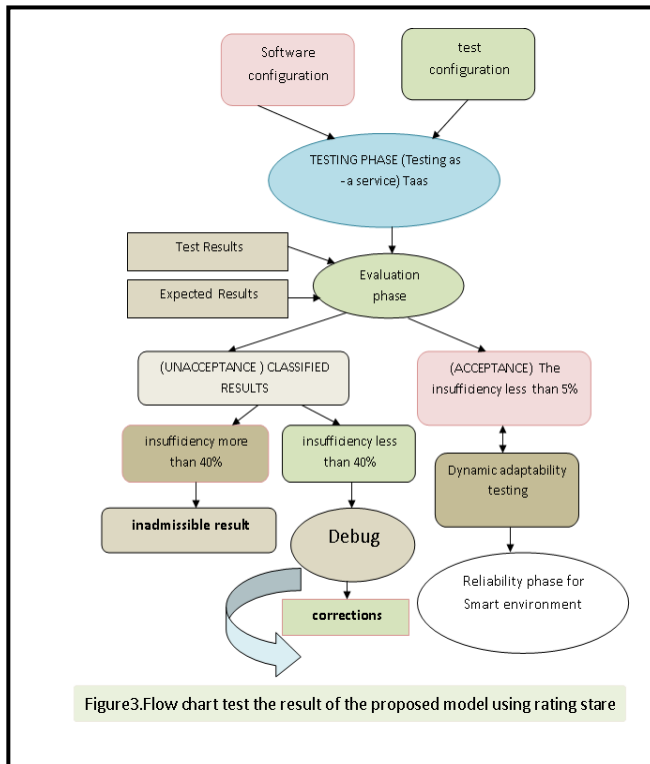 Software
configuration
test
configuration
TESTING PHASE (Testing as
-a service) Taas
Test Results
Expected Results
Evaluation
phase
(UNACCEPTANCE ) CLASSIFIED
RESULTS
(ACCEPTANCE) The
insufficiency less than 5%
insufficiency more
than 40%
insufficiency less
than 40%
Dynamic adaptability
testing
inadmissible result
Debug
Reliability phase for
Smart environment
corrections
Figure3.Flow chart test the result of the proposed model using rating stare